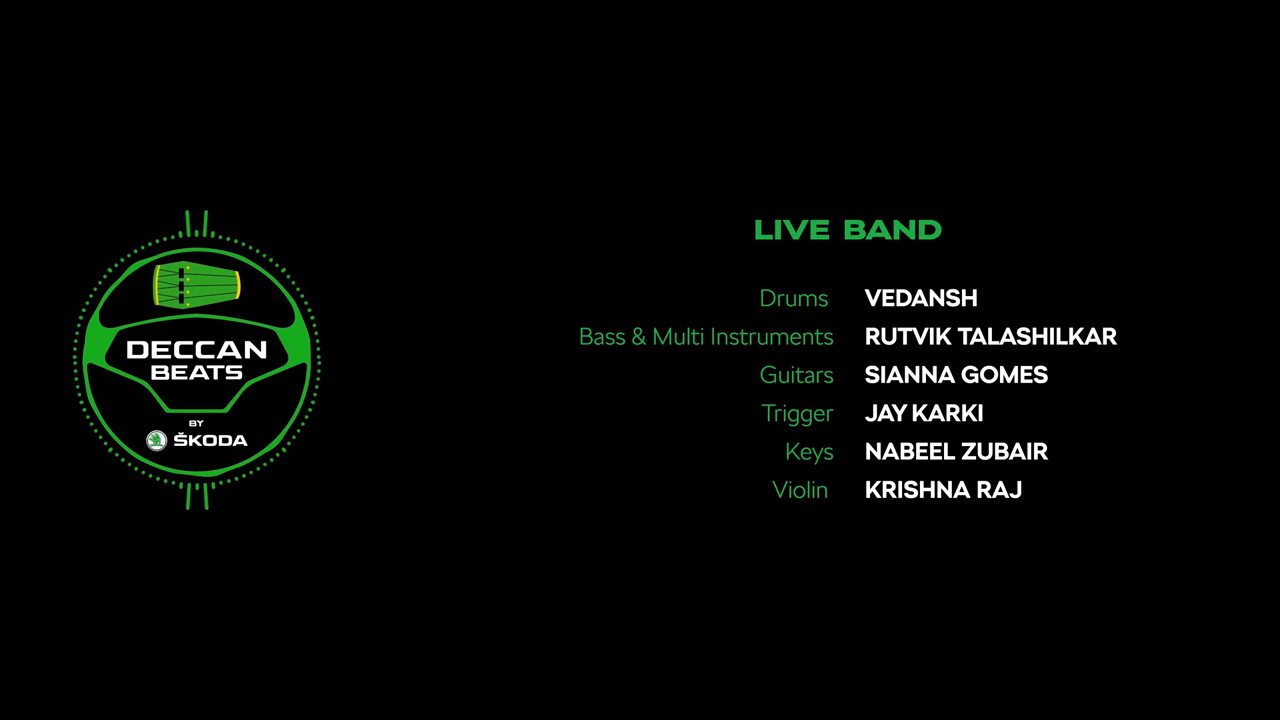 DECCAN
BEATS
BY
ŠKODA
LIVE BAND
Drums VEDANSH
Bass & Multi Instruments RUTVIK TALASHILKAR
Guitars SIANNA GOMES
Trigger JAY KARKI
Keys NABEEL ZUBAIR
Violin KRISHNA RAJ